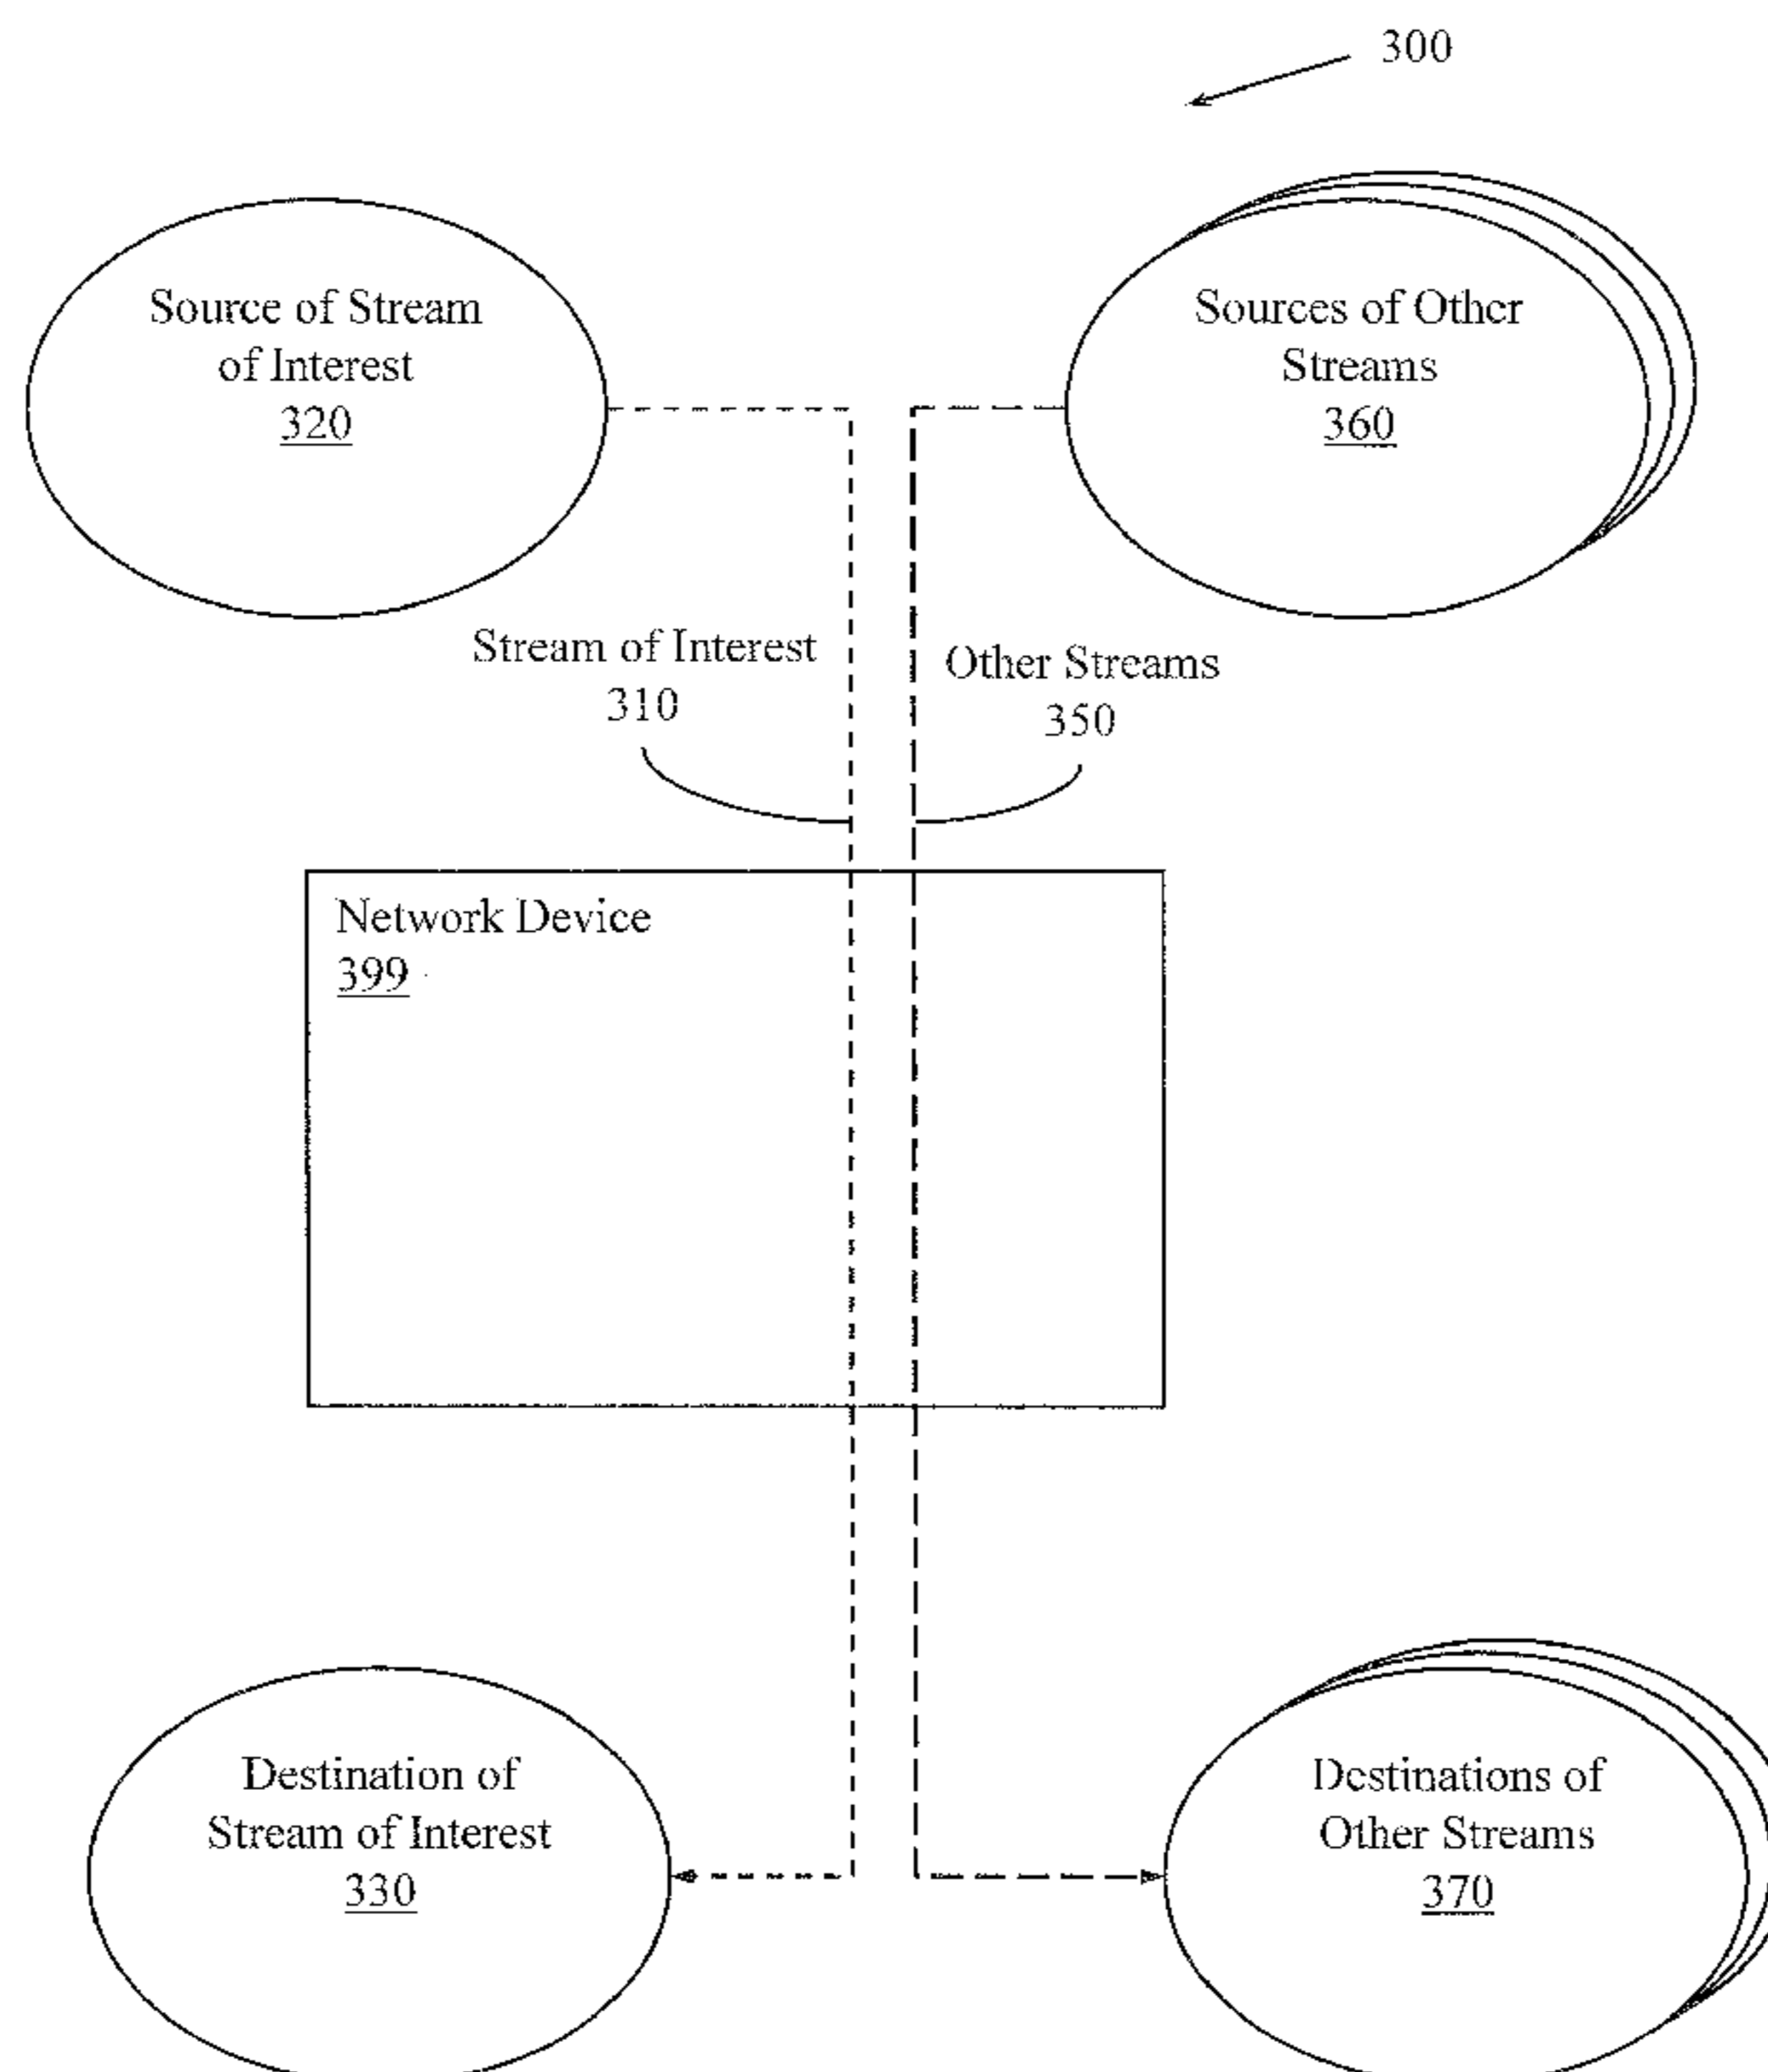 300
Source of Stream
of Interest
320
Sources of Other
Streams
360
Stream of Interest
310
Other Streams
350
Network Device
399
Destination of
Stream of Interest
330
Destinations of
Other Streams
370